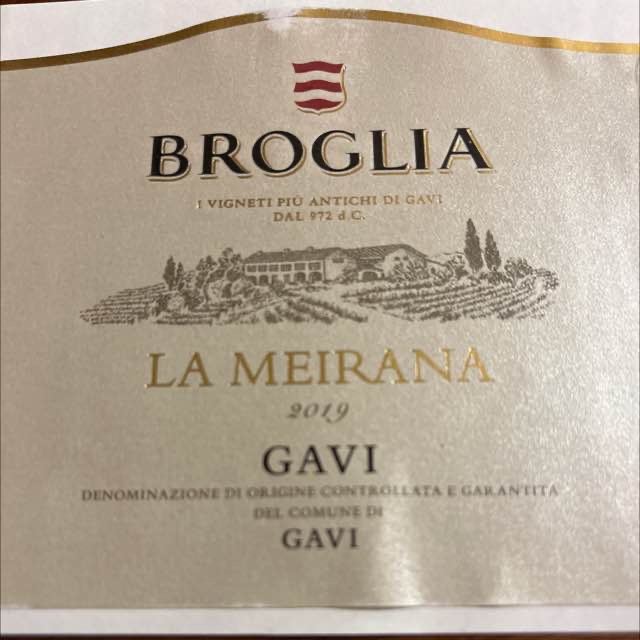 BROGLIA
I VIGNETI PIÙ ANTICHI DI GAVI
DAL 972 d.C.
LA MEIRANA
2019
GAVI
DENOMINAZIONE DI ORIGINE CONTROLLATA E GARANTITA
DEL COMUNE DI
GAVI